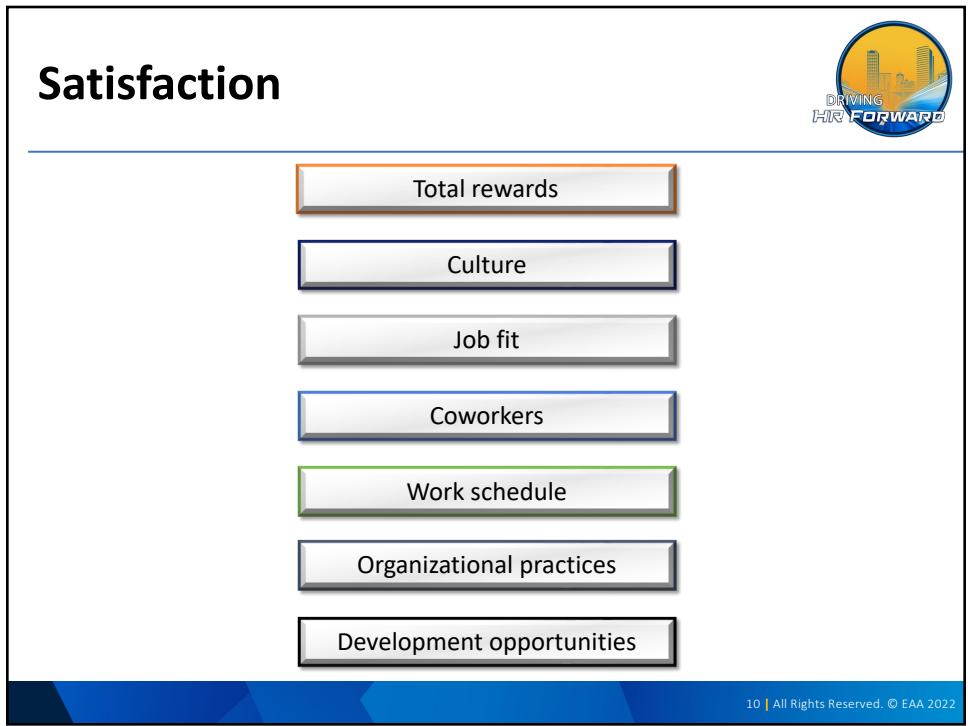 Satisfaction
DRIVING
HR FORWARD
Total rewards
Culture
Job fit
Coworkers
Work schedule
Organizational practices
Development opportunities
10 | All Rights Reserved. © EAA 2022